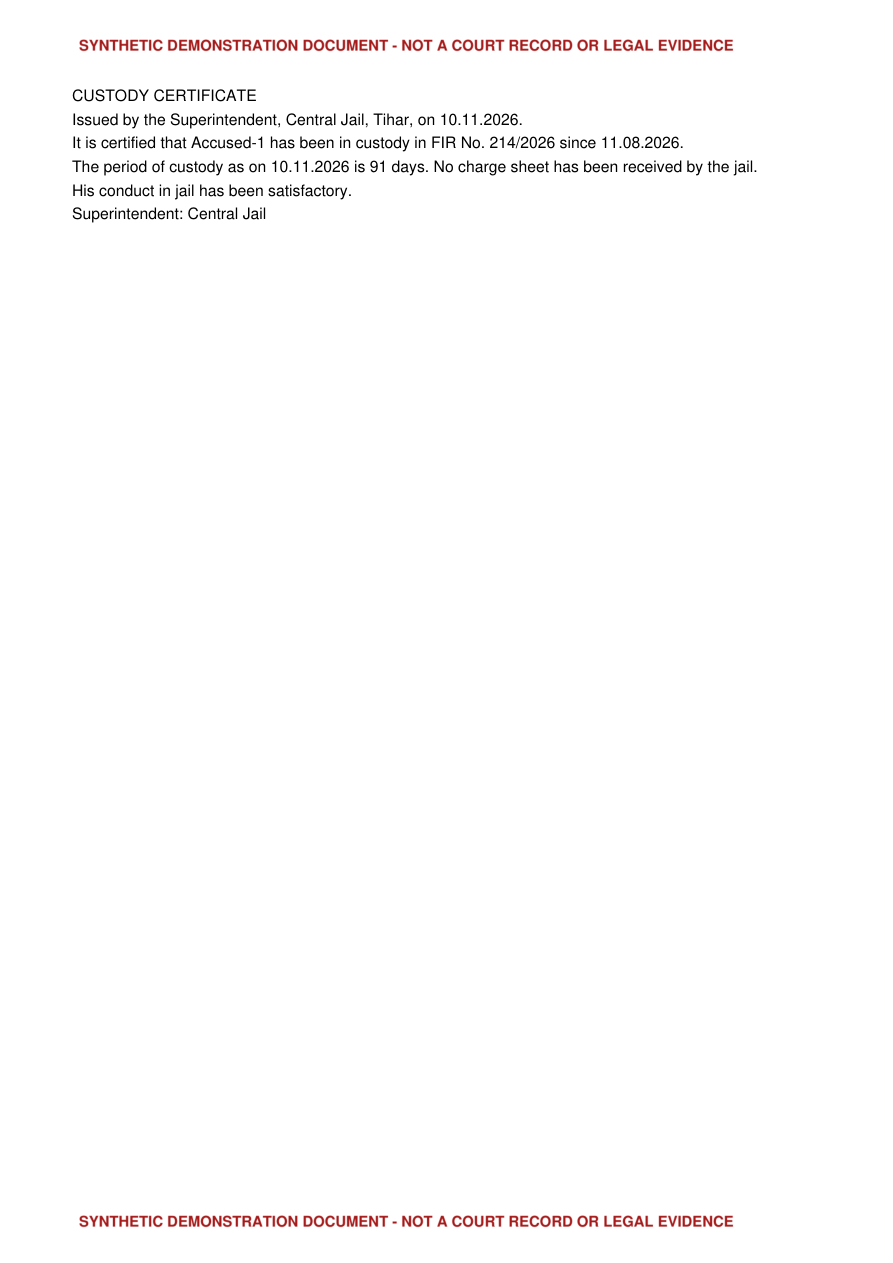 SYNTHETIC DEMONSTRATION DOCUMENT - NOT A COURT RECORD OR LEGAL EVIDENCE
CUSTODY CERTIFICATE
Issued by the Superintendent, Central Jail, Tihar, on 10.11.2026.
It is certified that Accused-1 has been in custody in FIR No. 214/2026 since 11.08.2026.
The period of custody as on 10.11.2026 is 91 days. No charge sheet has been received by the jail.
His conduct in jail has been satisfactory.
Superintendent: Central Jail
SYNTHETIC DEMONSTRATION DOCUMENT - NOT A COURT RECORD OR LEGAL EVIDENCE